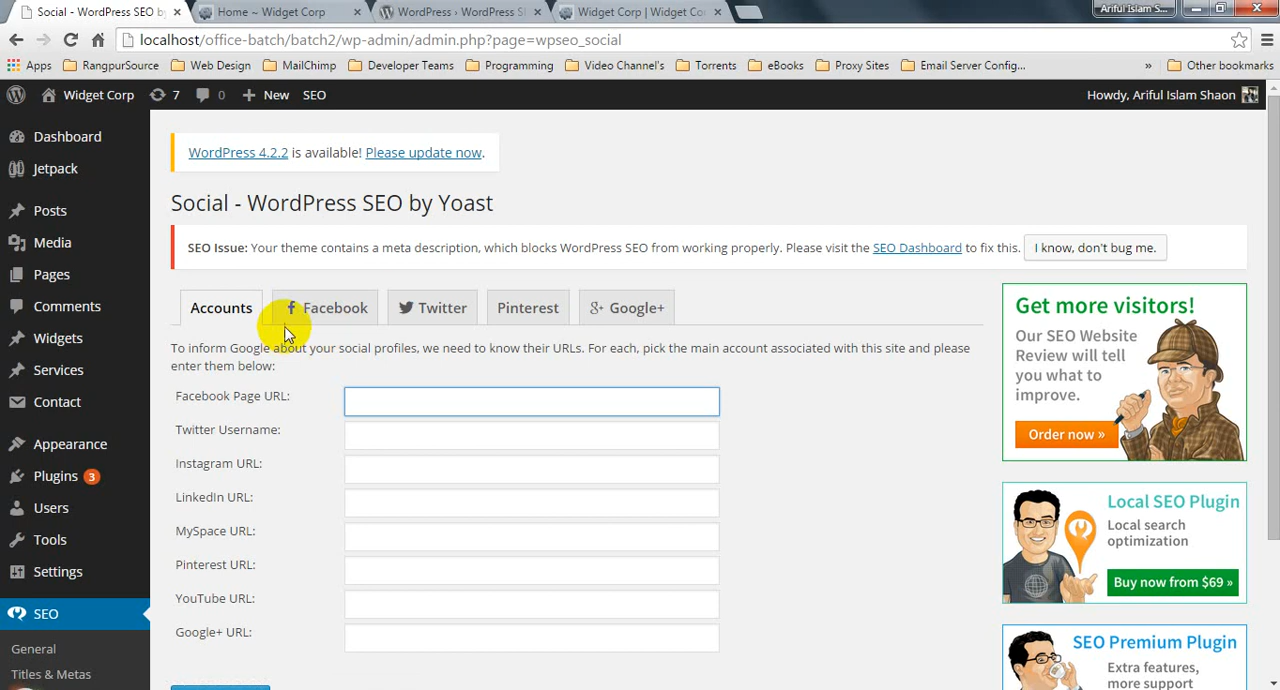 Social - WordPress SEO by
Home ~ Widget Corp
WordPress › WordPress SE
Widget Corp | Widget Co
Ariful Islam S...
localhost/office-batch/batch2/wp-admin/admin.php?page=wpseo_social
Apps
RangpurSource
Web Design
MailChimp
Developer Teams
Programming
Video Channel's
Torrents
eBooks
Proxy Sites
Email Server Config...
»
Other bookmarks
Widget Corp
7
0
New
SEO
Howdy, Ariful Islam Shaon
Dashboard
Jetpack
Posts
Media
Pages
Comments
Widgets
Services
Contact
Appearance
Plugins 3
Users
Tools
Settings
SEO
General
Titles & Metas
WordPress 4.2.2 is available! Please update now.
Social - WordPress SEO by Yoast
SEO Issue: Your theme contains a meta description, which blocks WordPress SEO from working properly. Please visit the SEO Dashboard to fix this.
I know, don't bug me.
Accounts
Facebook
Twitter
Pinterest
Google+
To inform Google about your social profiles, we need to know their URLs. For each, pick the main account associated with this site and please
enter them below:
Facebook Page URL:
Twitter Username:
Instagram URL:
LinkedIn URL:
MySpace URL:
Pinterest URL:
YouTube URL:
Google+ URL:
Get more visitors!
Our SEO Website
Review will tell
you what to
improve.
Order now »
Local SEO Plugin
Local search
optimization
Buy now from $69 »
SEO Premium Plugin
Extra features,
more support